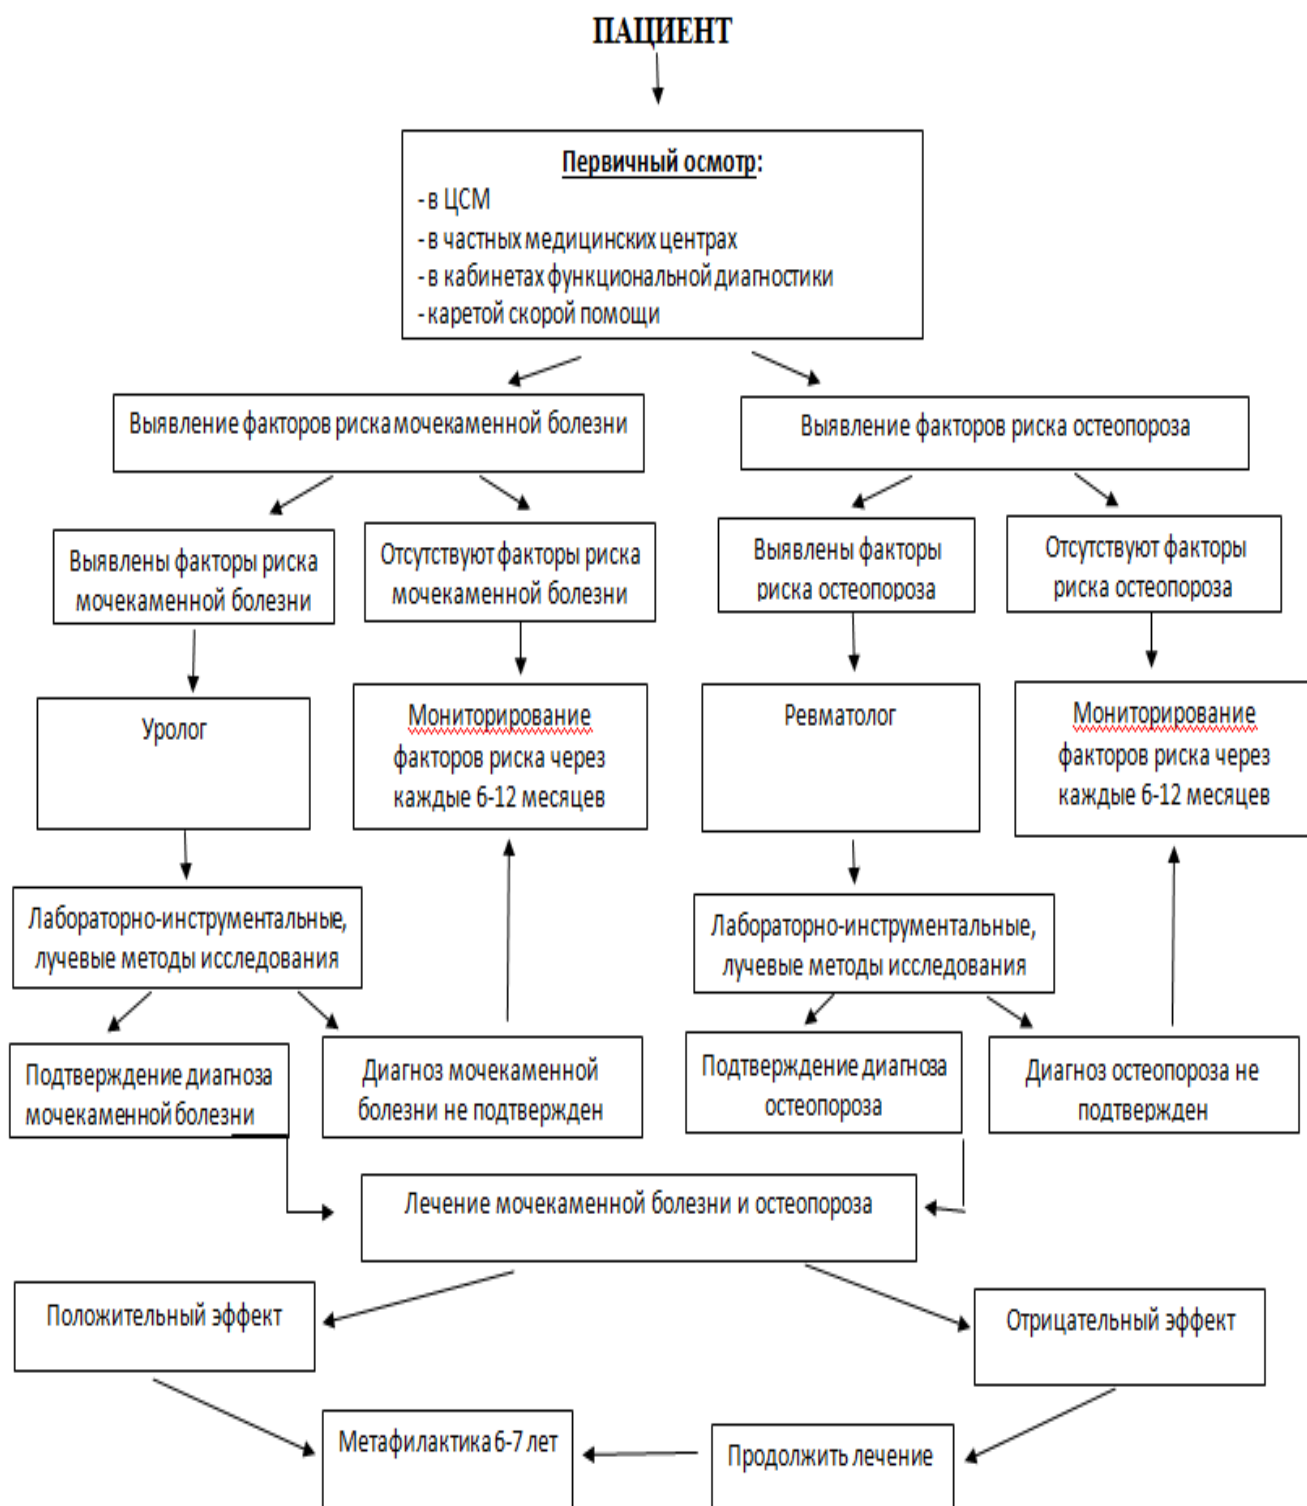 ПАЦИЕНТ
Первичный осмотр:
- в ЦСМ
- в частных медицинских центрах
- в кабинетах функциональной диагностики
- каретой скорой помощи
Выявление факторов риска мочекаменной болезни
Выявление факторов риска остеопороза
Выявлены факторы риска
мочекаменной болезни
Отсутствуют факторы риска
мочекаменной болезни
Выявлены факторы
риска остеопороза
Отсутствуют факторы
риска остеопороза
Уролог
Мониторирование
факторов риска через
каждые 6-12 месяцев
Ревматолог
Мониторирование
факторов риска через
каждые 6-12 месяцев
Лабораторно-инструментальные,
лучевые методы исследования
Лабораторно-инструментальные,
лучевые методы исследования
Подтверждение диагноза
мочекаменной болезни
Диагноз мочекаменной
болезни не подтвержден
Подтверждение диагноза
остеопороза
Диагноз остеопороза не
подтвержден
Лечение мочекаменной болезни и остеопороза
Положительный эффект
Отрицательный эффект
Метафилактика 6-7 лет
Продолжить лечение